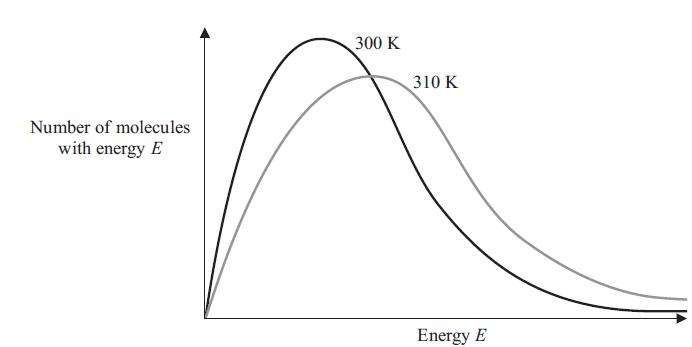 300 K
310 K
Number of molecules
with energy E
Energy E